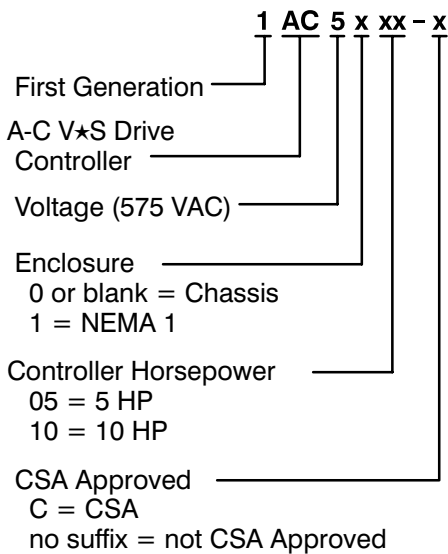 1 AC 5 x xx - x
First Generation
A-C V★S Drive
Controller
Voltage (575 VAC)
Enclosure
0 or blank = Chassis
1 = NEMA 1
Controller Horsepower
05 = 5 HP
10 = 10 HP
CSA Approved
C = CSA
no suffix = not CSA Approved